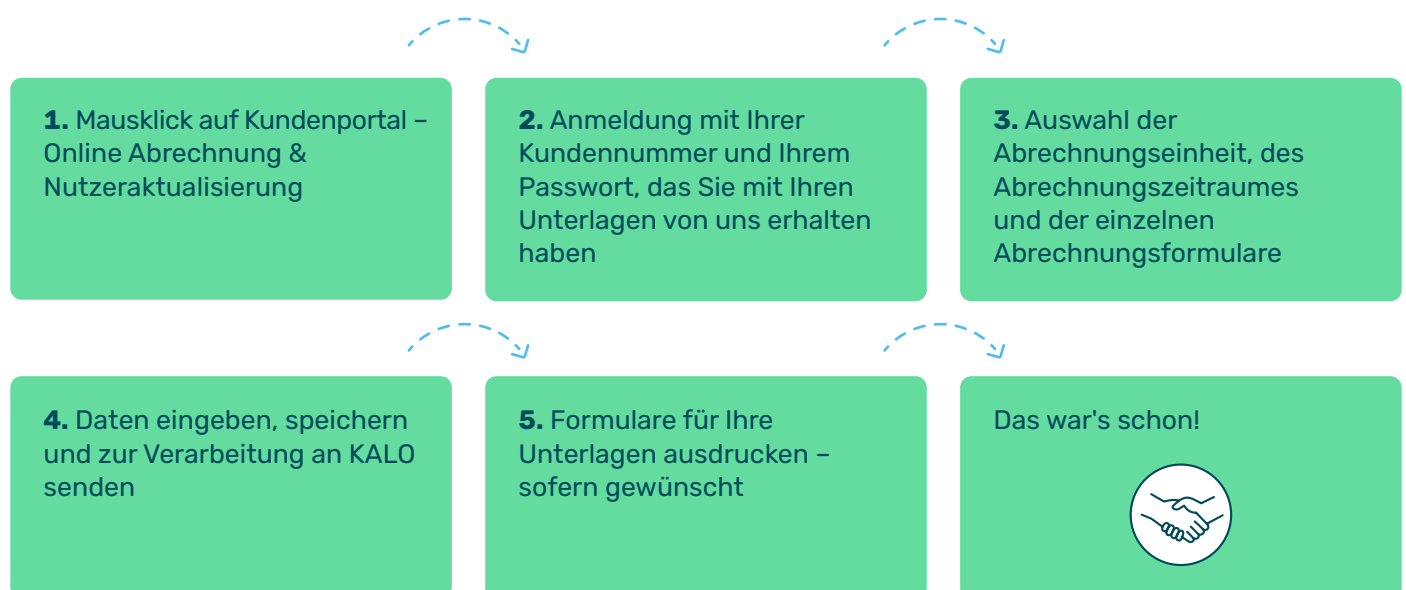 1. Mausklick auf Kundenportal –
Online Abrechnung &
Nutzeraktualisierung
2. Anmeldung mit Ihrer
Kundennummer und Ihrem
Passwort, das Sie mit Ihren
Unterlagen von uns erhalten
haben
3. Auswahl der
Abrechnungseinheit, des
Abrechnungszeitraumes
und der einzelnen
Abrechnungsformulare
4. Daten eingeben, speichern
und zur Verarbeitung an KALO
senden
5. Formulare für Ihre
Unterlagen ausdrucken –
sofern gewünscht
Das war's schon!